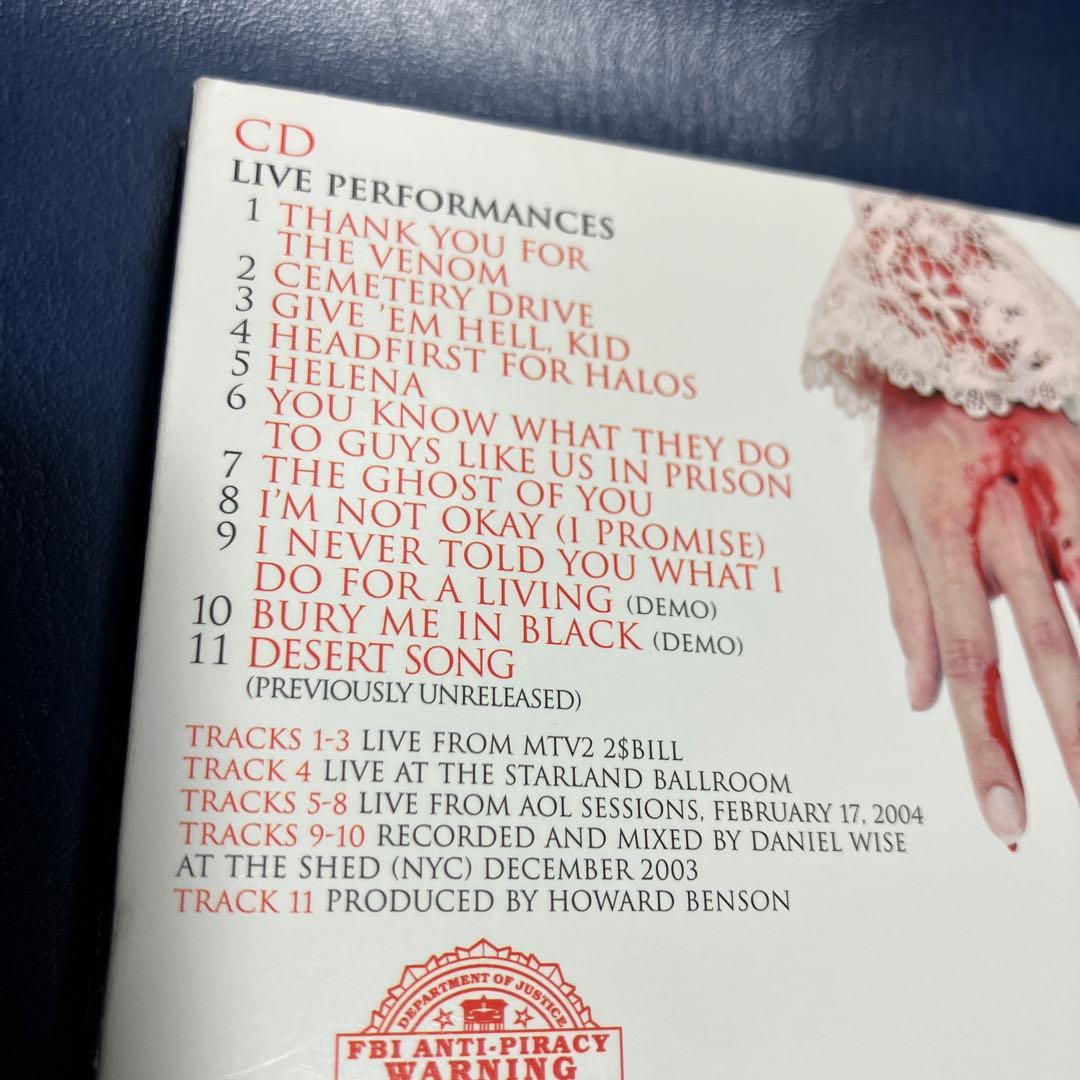 CD
LIVE PERFORMANCES
1 THANK YOU FOR
THE VENOM
2 CEMETERY DRIVE
3 GIVE 'EM HELL, KID
4 HEADFIRST FOR HALOS
5 HELENA
6 YOU KNOW WHAT THEY DO
TO GUYS LIKE US IN PRISON
7 THE GHOST OF YOU
8 I'M NOT OKAY (I PROMISE)
9 I NEVER TOLD YOU WHAT I
DO FOR A LIVING (DEMO)
10 BURY ME IN BLACK (DEMO)
11 DESERT SONG
(PREVIOUSLY UNRELEASED)
TRACKS 1-3 LIVE FROM MTV2 2$BILL
TRACK 4 LIVE AT THE STARLAND BALLROOM
TRACKS 5-8 LIVE FROM AOL SESSIONS, FEBRUARY 17, 2004
TRACKS 9-10 RECORDED AND MIXED BY DANIEL WISE
AT THE SHED (NYC) DECEMBER 2003
TRACK 11 PRODUCED BY HOWARD BENSON
DEPARTMENT OF JUSTICE
FBI ANTI-PIRACY
WARNING